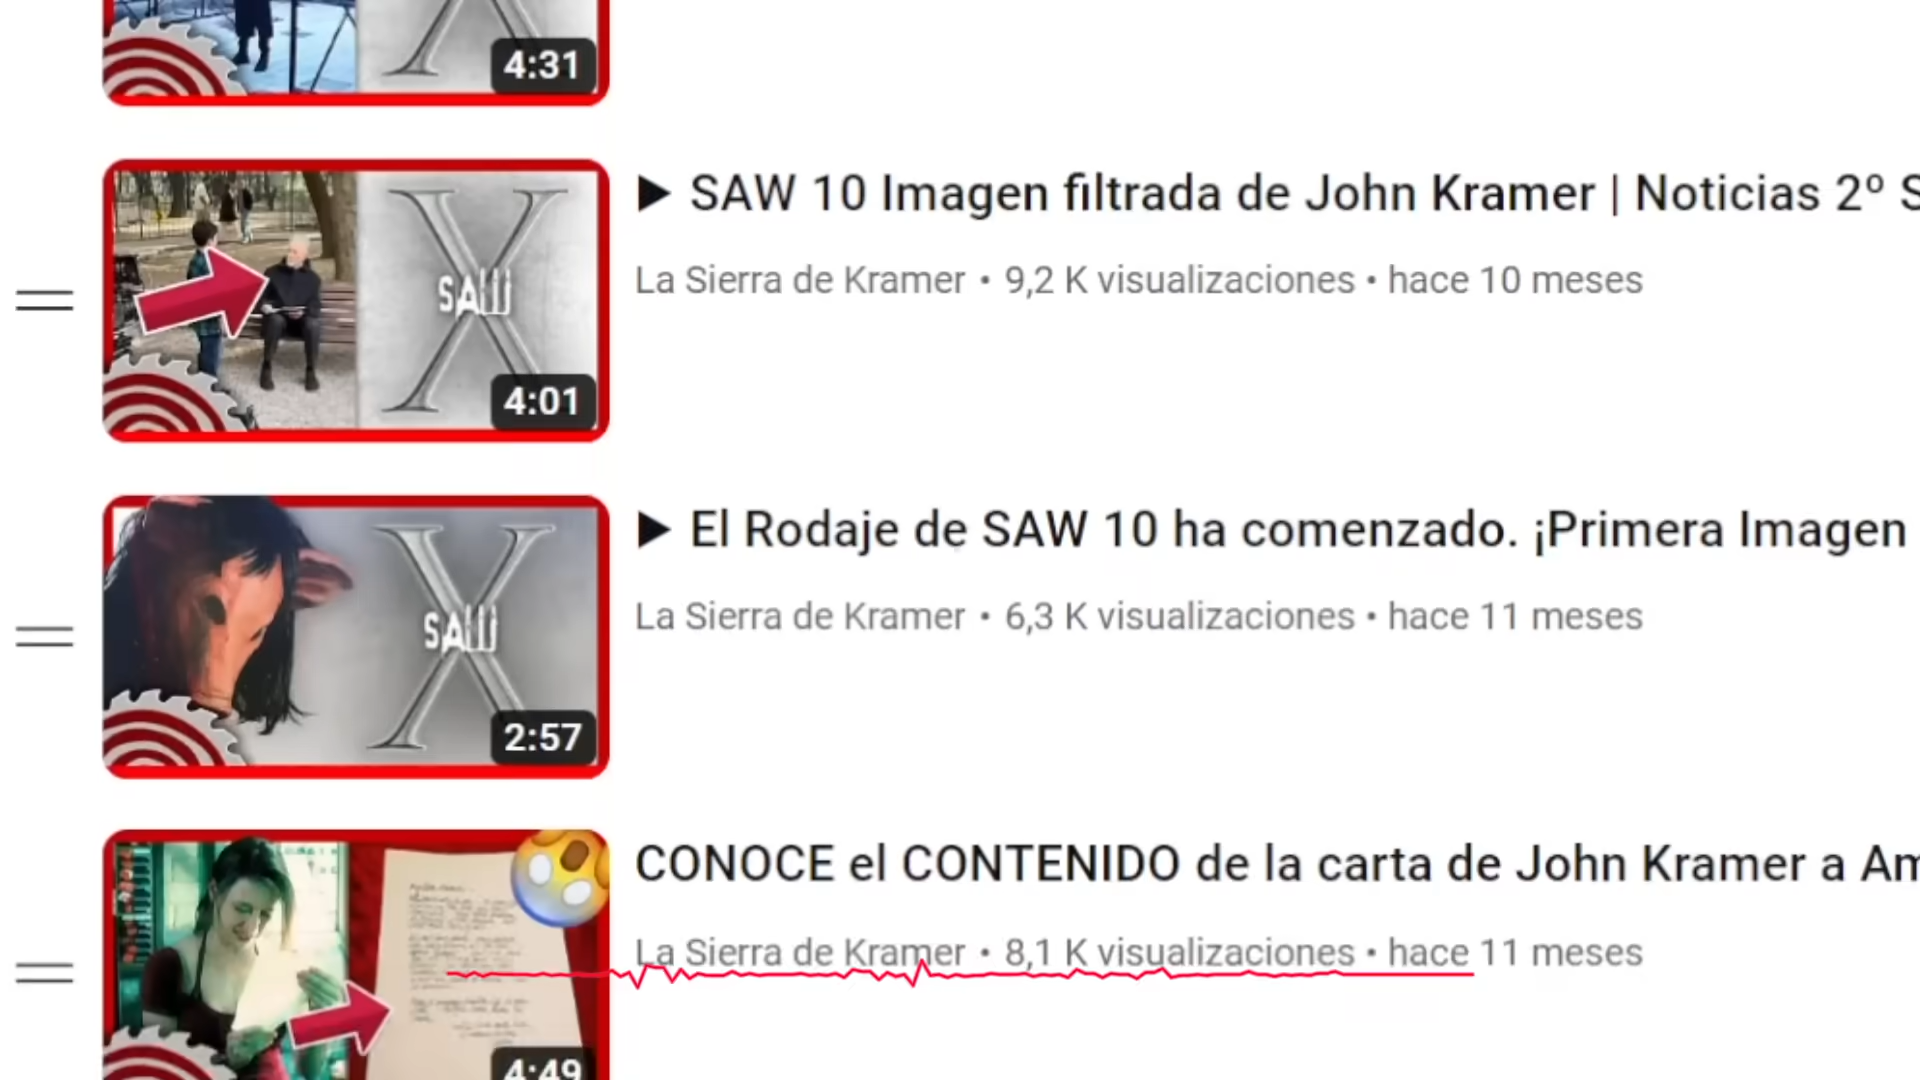 4:31
▶ SAW 10 Imagen filtrada de John Kramer | Noticias 2º S
La Sierra de Kramer • 9,2 K visualizaciones • hace 10 meses
X
SAW
4:01
▶ El Rodaje de SAW 10 ha comenzado. ¡Primera Imagen
La Sierra de Kramer • 6,3 K visualizaciones • hace 11 meses
X
SAW
2:57
CONOCE el CONTENIDO de la carta de John Kramer a Am
La Sierra de Kramer • 8,1 K visualizaciones • hace 11 meses
4:49